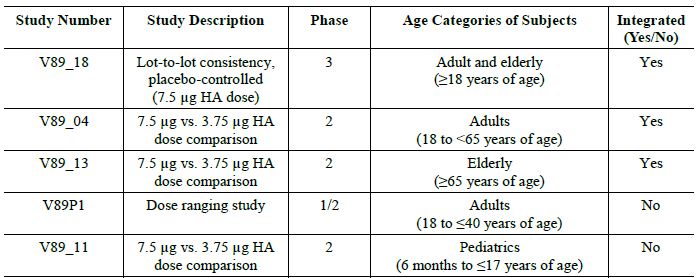 Study Number Study Description Phase Age Categories of Subjects Integrated
(Yes/No)
V89_18 Lot-to-lot consistency, 3 Adult and elderly Yes
placebo-controlled (≥18 years of age)
(7.5 µg HA dose)
V89_04 7.5 µg vs. 3.75 µg HA 2 Adults Yes
dose comparison (18 to <65 years of age)
V89_13 7.5 µg vs. 3.75 µg HA 2 Elderly Yes
dose comparison (≥65 years of age)
V89P1 Dose ranging study 1/2 Adults No
(18 to ≤40 years of age)
V89_11 7.5 µg vs. 3.75 µg HA 2 Pediatrics No
dose comparison (6 months to ≤17 years of age)